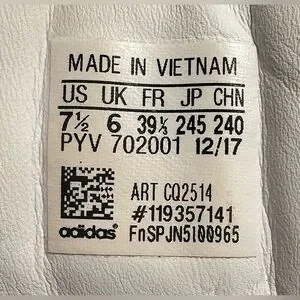 MADE IN VIETNAM
US UK FR JP CHN
7½ 6 39⅓ 245 240
PYV 702001 12/17
ART CQ2514
#119357141
adidas FnSPJN5100965